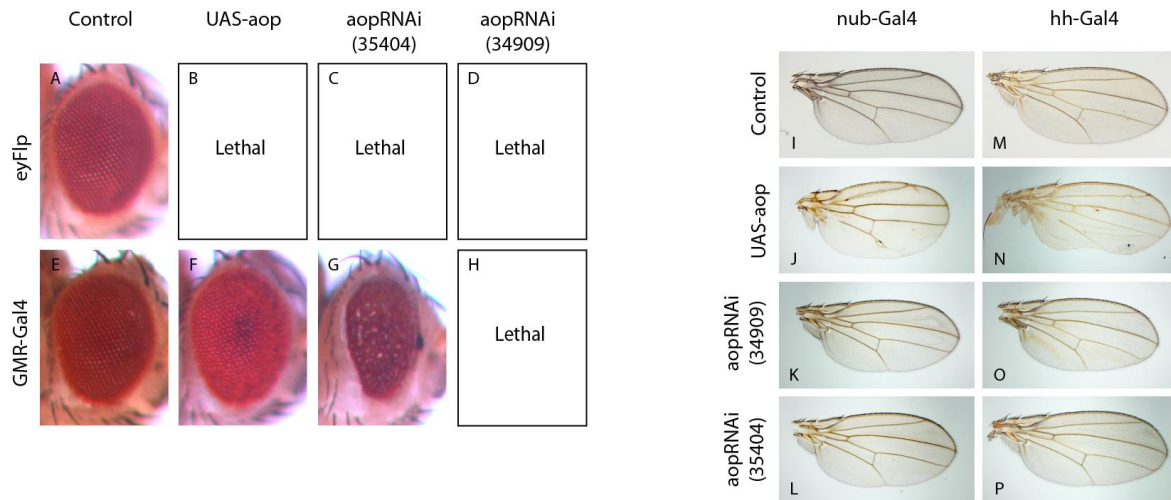 Control
UAS-aop
aopRNAi
(35404)
aopRNAi
(34909)
eyFlp
A
B
Lethal
C
Lethal
D
Lethal
GMR-Gal4
E
F
G
H
Lethal
nub-Gal4
hh-Gal4
Control
I
M
UAS-aop
J
N
aopRNAi
(34909)
K
O
aopRNAi
(35404)
L
P